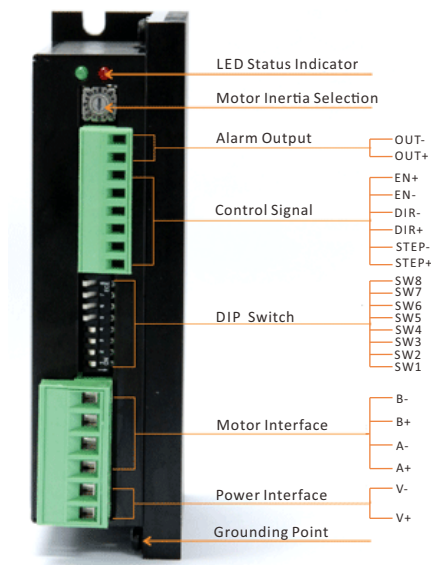 LED Status Indicator
Motor Inertia Selection
Alarm Output
OUT-
OUT+
EN+
EN-
Control Signal
DIR-
DIR+
STEP-
STEP+
SW8
SW7
SW6
DIP Switch
SW5
SW4
SW3
SW2
SW1
B-
Motor Interface
B+
A-
A+
V-
Power Interface
V+
Grounding Point